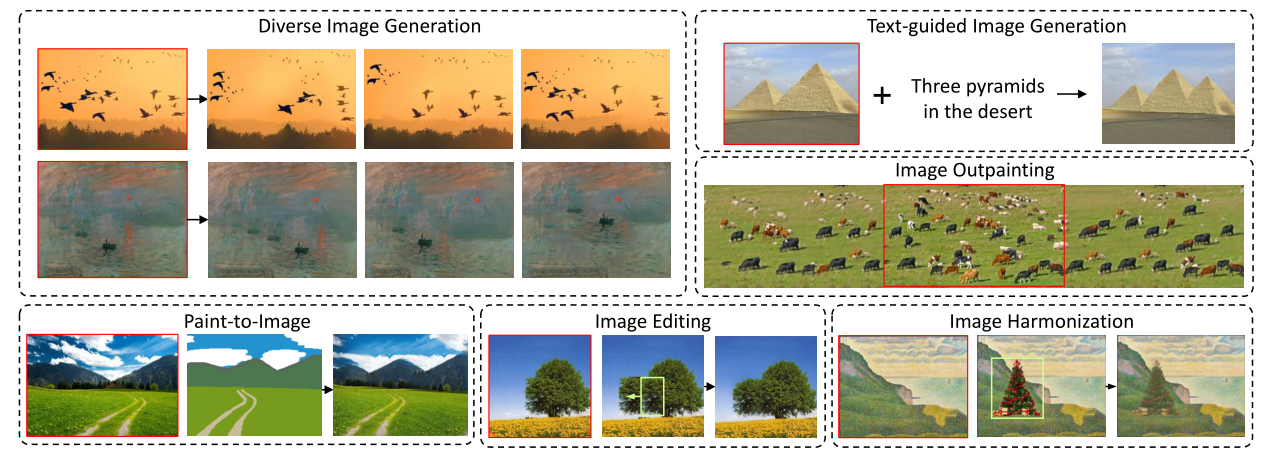 Diverse Image Generation
Text-guided Image Generation
+
Three pyramids
in the desert
Image Outpainting
Paint-to-Image
Image Editing
Image Harmonization